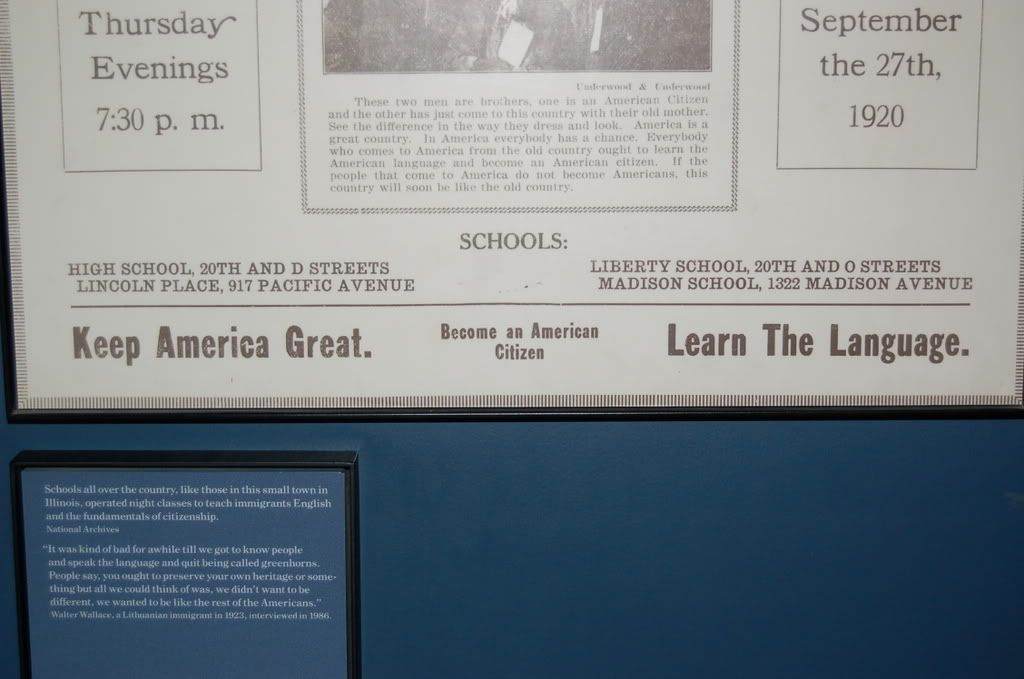 Thursday
Evenings
7:30 p. m.
September
the 27th,
1920
Underwood & Underwood
These two men are brothers, one is an American Citizen
and the other has just come to this country with their old mother.
See the difference in the way they dress and look. America is a
great country. In America everybody has a chance. Everybody
who comes to America from the old country ought to learn the
American language and become an American citizen. If the
people that come to America do not become Americans, this
country will soon be like the old country.
SCHOOLS:
HIGH SCHOOL, 20TH AND D STREETS
LINCOLN PLACE, 917 PACIFIC AVENUE
LIBERTY SCHOOL, 20TH AND O STREETS
MADISON SCHOOL, 1322 MADISON AVENUE
Keep America Great.
Become an American
Citizen
Learn The Language.
Schools all over the country, like those in this small town in
Illinois, operated night classes to teach immigrants English
and the fundamentals of citizenship.
National Archives
"It was kind of bad for awhile till we got to know people
and speak the language and quit being called greenhorns.
People say, you ought to preserve your own heritage or some-
thing but all we could think of was, we didn't want to be
different, we wanted to be like the rest of the Americans."
Walter Wallace, a Lithuanian immigrant in 1923, interviewed in 1986.